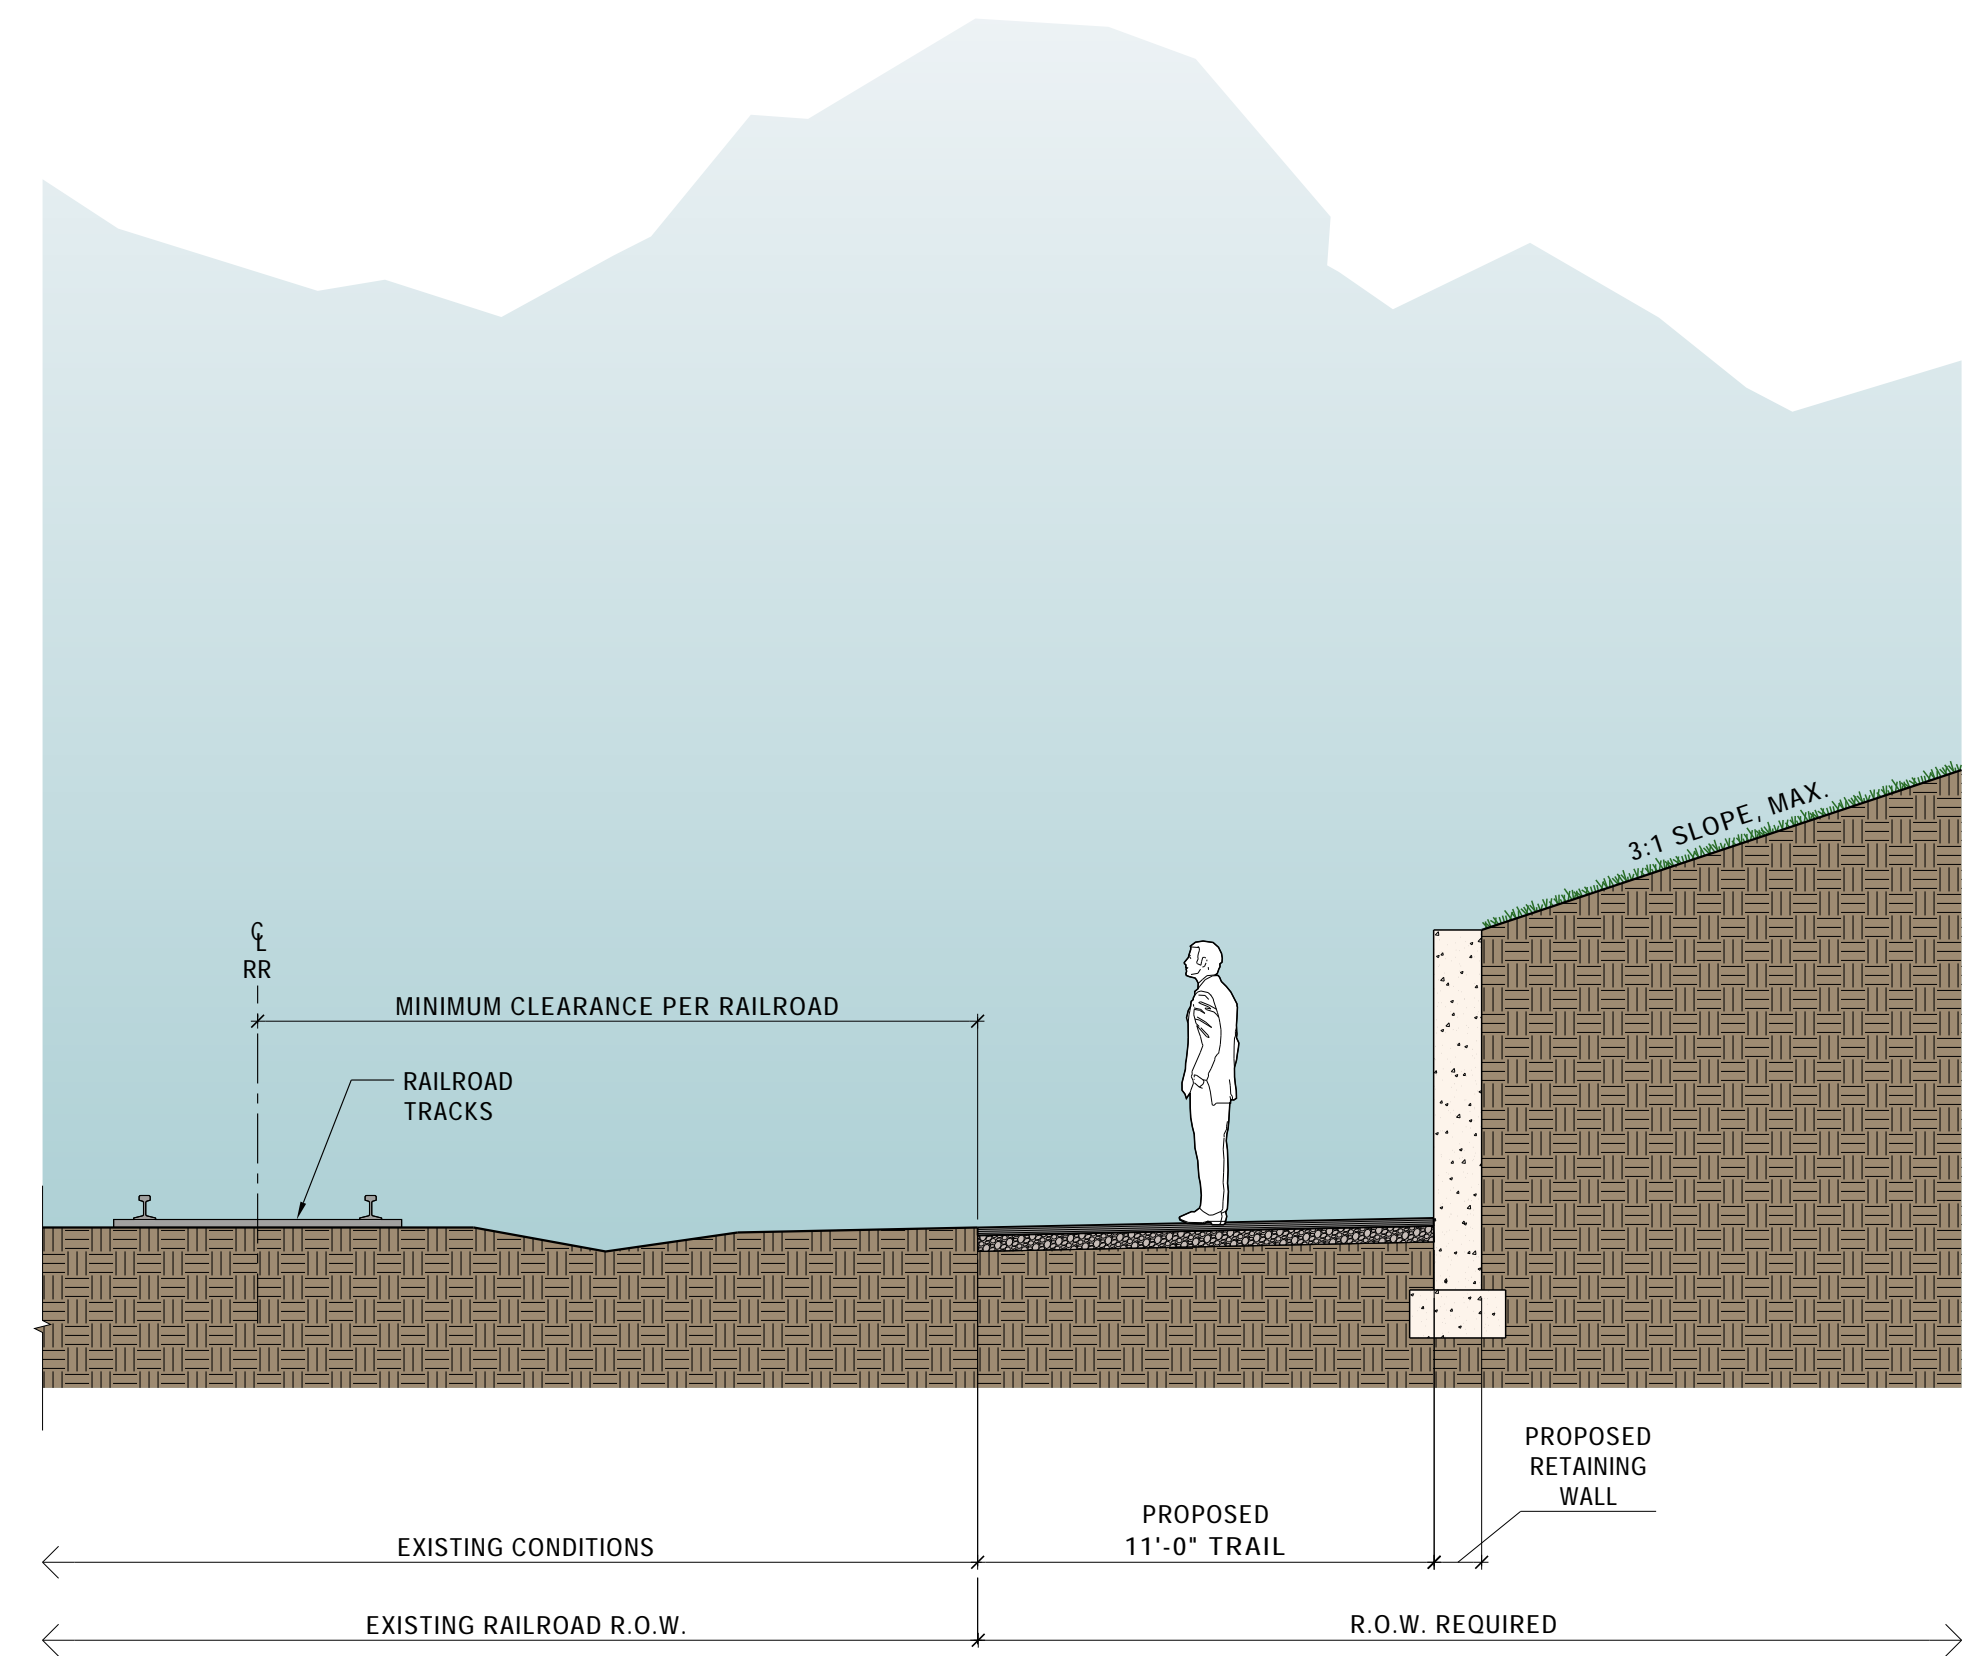 3:1 SLOPE, MAX.
℄
RR
MINIMUM CLEARANCE PER RAILROAD
RAILROAD
TRACKS
PROPOSED
RETAINING
WALL
PROPOSED
11'-0" TRAIL
EXISTING CONDITIONS
EXISTING RAILROAD R.O.W.
R.O.W. REQUIRED